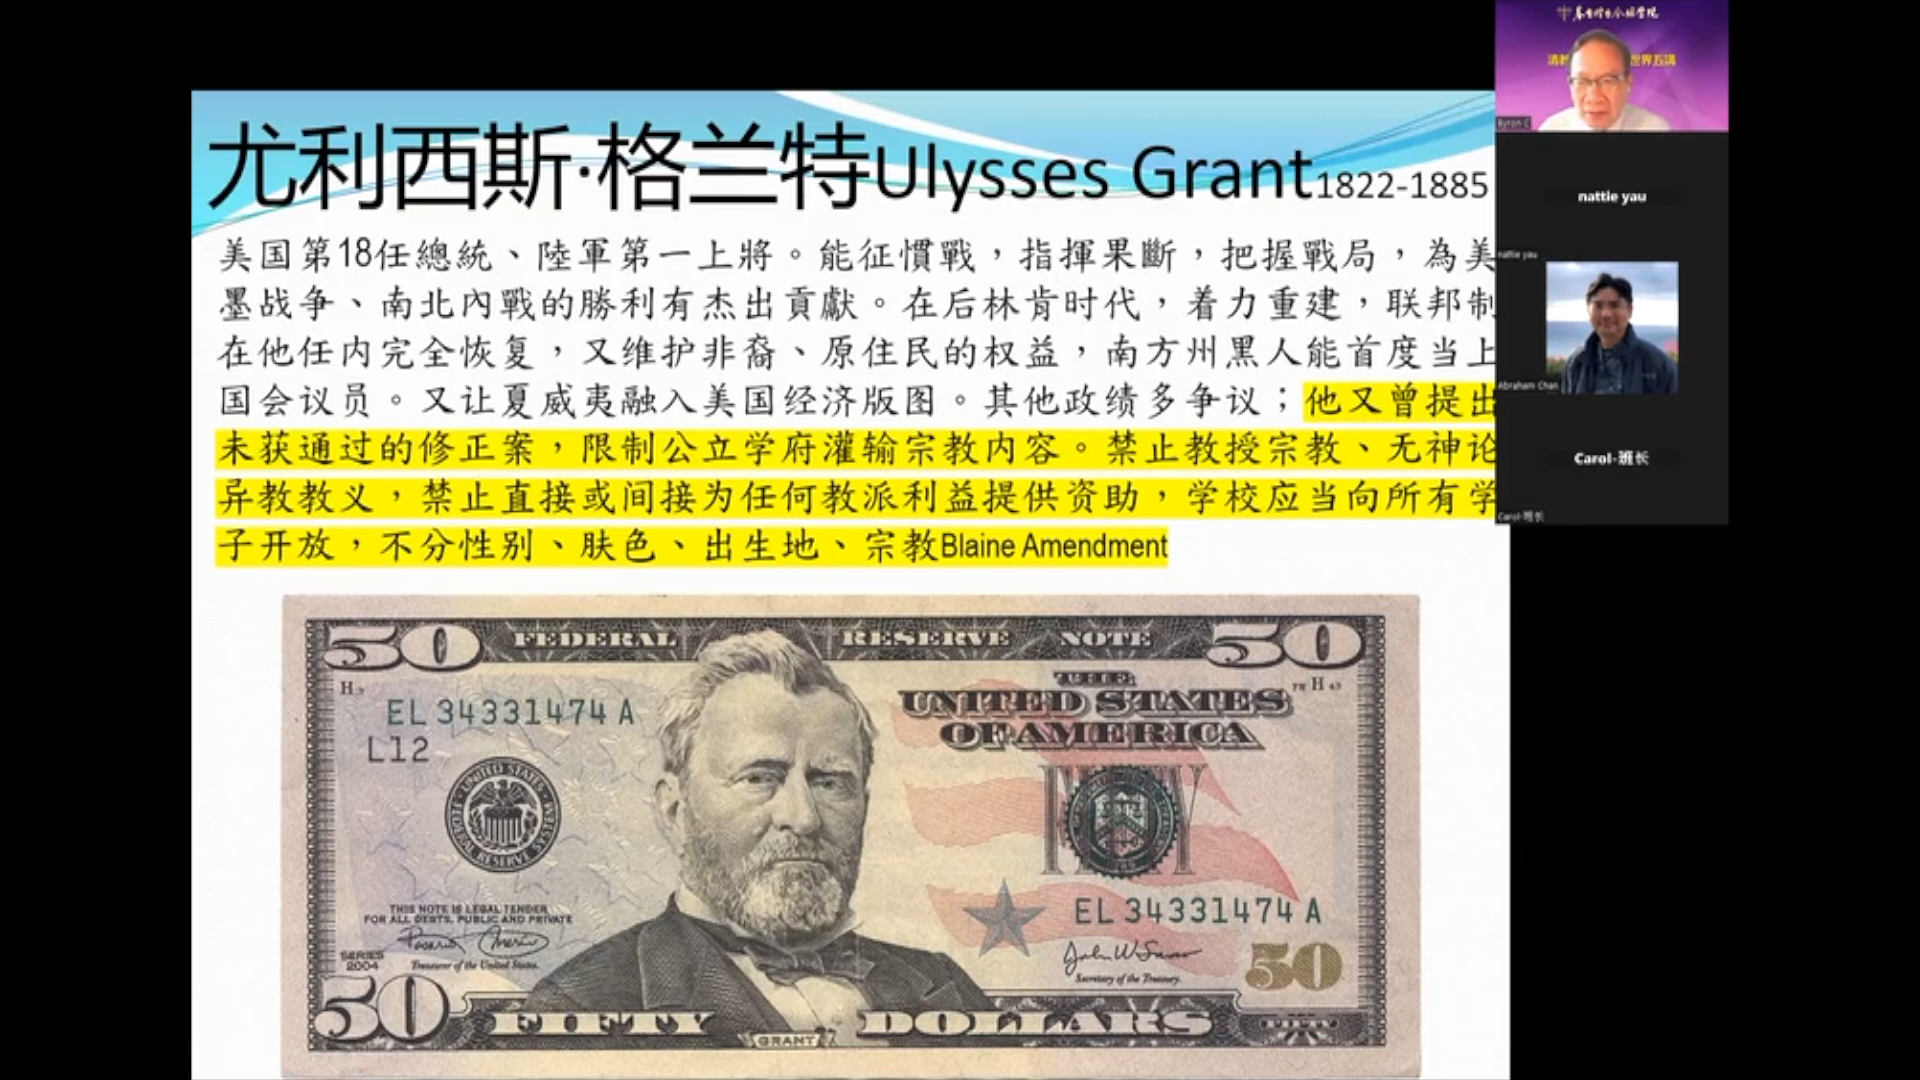 尤利西斯·格兰特Ulysses Grant1822-1885
美国第18任總統、陸軍第一上將。能征慣戰，指揮果斷，把握戰局，為美
墨战争、南北內戰的勝利有杰出貢獻。在后林肯时代，着力重建，联邦制
在他任内完全恢复，又维护非裔、原住民的权益，南方州黑人能首度当上
国会议员。又让夏威夷融入美国经济版图。其他政绩多争议；他又曾提出
未获通过的修正案，限制公立学府灌输宗教内容。禁止教授宗教、无神论
异教教义，禁止直接或间接为任何教派利益提供资助，学校应当向所有学
子开放，不分性别、肤色、出生地、宗教Blaine Amendment
50 FEDERAL RESERVE NOTE 50
EL 34331474 A
L12
THE
UNITED STATES
OF AMERICA
THIS NOTE IS LEGAL TENDER
FOR ALL DEBTS, PUBLIC AND PRIVATE
Treasurer of the United States.
SERIES
2004
EL 34331474 A
Secretary of the Treasury.
50
50 FIFTY DOLLARS
GRANT
世界五講
Byron C
nattie yau
nattie yau
Abraham Chan
Carol-班长
Carol-班长